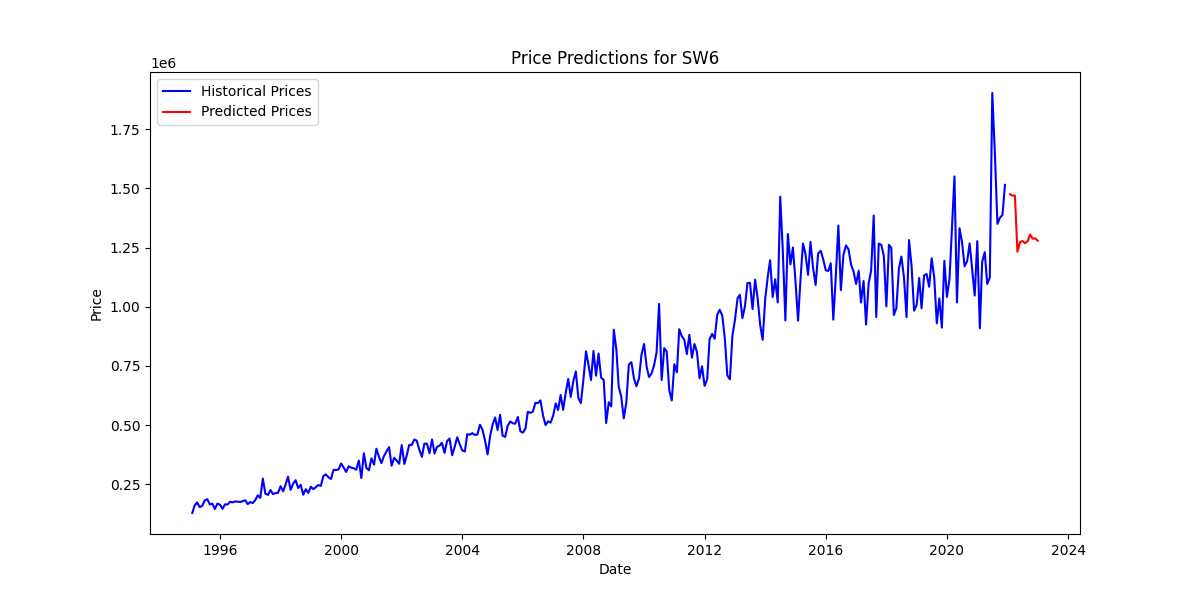 Price Predictions for SW6
1e6
Historical Prices
Predicted Prices
1.75
1.50
1.25
1.00
0.75
0.50
0.25
Price
1996 2000 2004 2008 2012 2016 2020 2024
Date